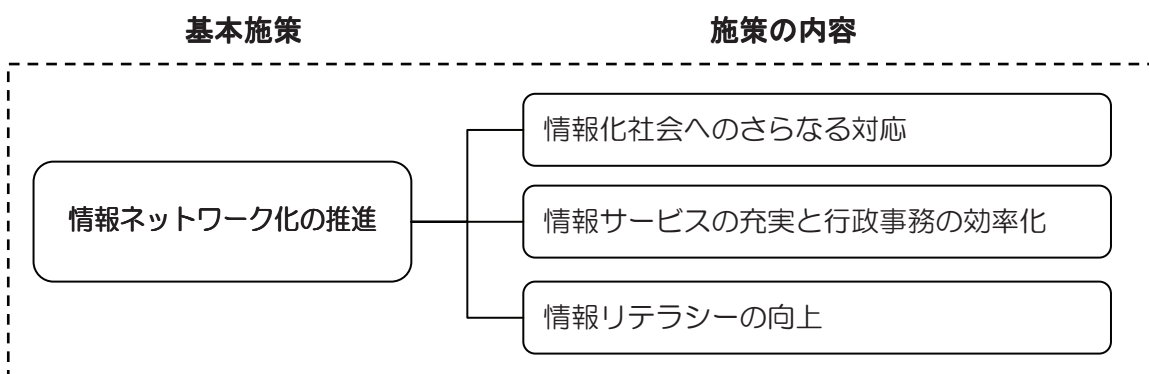 基本施策
施策の内容
情報ネットワーク化の推進
情報化社会へのさらなる対応
情報サービスの充実と行政事務の効率化
情報リテラシーの向上